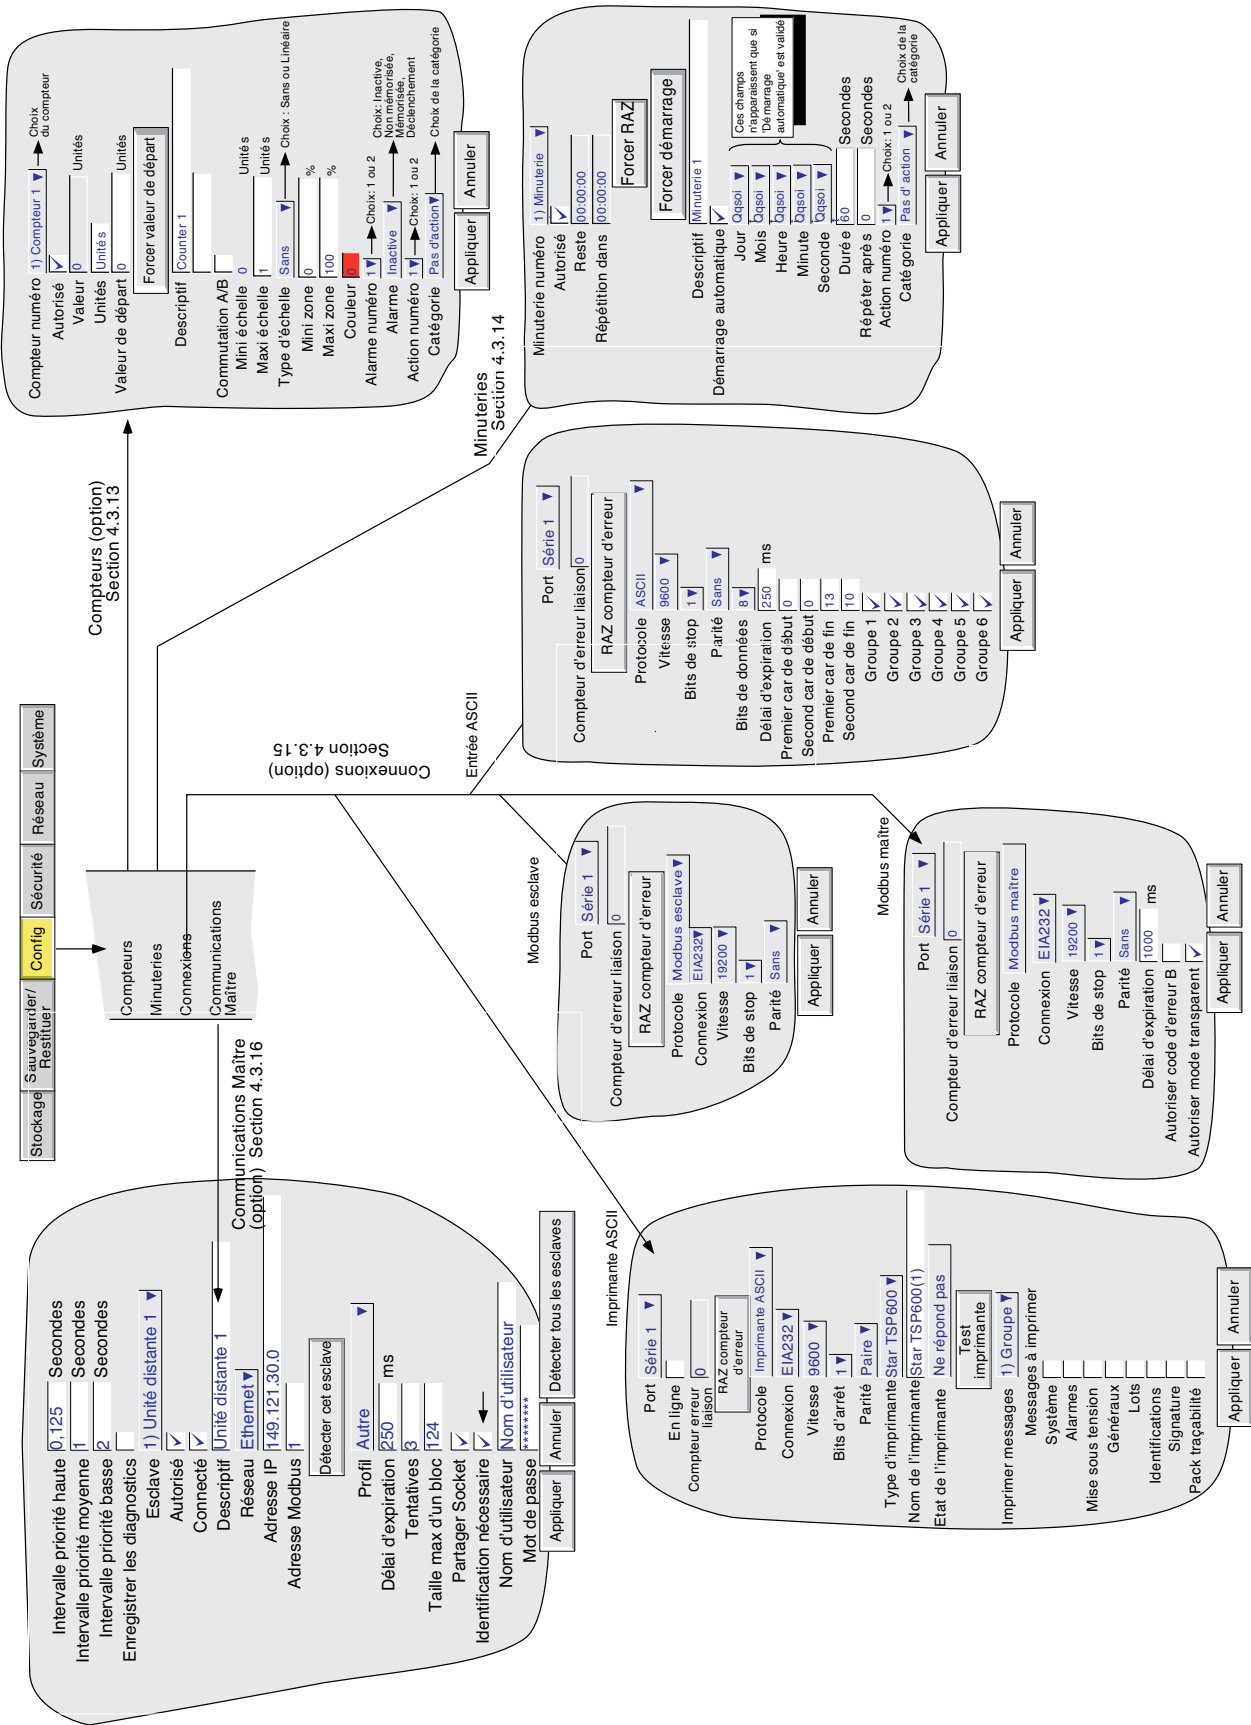 Stockage
Sauvegarder/
Restituer
Config
Sécurité
Réseau
Système
Compteurs
Minuteries
Connexions
Communications
Maître
Communications Maître
(option) Section 4.3.16
Intervalle priorité haute 0,125 Secondes
Intervalle priorité moyenne 1 Secondes
Intervalle priorité basse 2 Secondes
Enregistrer les diagnostics
Esclave 1) Unité distante 1
Autorisé
Connecté
Descriptif Unité distante 1
Réseau Ethernet
Adresse IP 149.121.30.0
Adresse Modbus 1
Détecter cet esclave
Profil Autre
Délai d'expiration 250 ms
Tentatives 3
Taille max d'un bloc 124
Partager Socket
Identification nécessaire
Nom d'utilisateur Nom d'utilisateur
Mot de passe ********
Appliquer Annuler Détecter tous les esclaves
Compteurs (option)
Section 4.3.13
Compteur numéro 1) Compteur 1 Choix
du compteur
Autorisé
Valeur 0 Unités
Unités Unités
Valeur de départ 0 Unités
Forcer valeur de départ
Descriptif Counter 1
Commutation A/B
Mini échelle 0 Unités
Maxi échelle 1 Unités
Type d'échelle Sans Choix : Sans ou Linéaire
Mini zone 0 %
Maxi zone 100 %
Couleur 0
Alarme numéro 1 Choix: 1 ou 2
Alarme Inactive Choix: Inactive,
Non mémorisée,
Mémorisée,
Déclenchement
Action numéro 1 Choix: 1 ou 2
Catégorie Pas d'action Choix de la catégorie
Appliquer Annuler
Minuteries
Section 4.3.14
Minuterie numéro 1) Minuterie
Autorisé
Reste 00:00:00
Répétition dans 00:00:00
Forcer RAZ
Forcer démarrage
Descriptif Minuterie 1
Démarrage automatique
Jour Qqsoi
Mois Qqsoi
Heure Qqsoi
Minute Qqsoi
Seconde Qqsoi
Ces champs
n'apparaissent que si
'Dé marrage
automatique' est validé
Durée 60 Secondes
Répéter après 0 Secondes
Action numéro 1 Choix: 1 ou 2
Catégorie Pas d' action Choix de la
catégorie
Appliquer Annuler
Connexions (option)
Section 4.3.15
Entrée ASCII
Port Série 1
Compteur d'erreur liaison 0
RAZ compteur d'erreur
Protocole ASCII
Vitesse 9600
Bits de stop 1
Parité Sans
Bits de données 8
Délai d'expiration 250 ms
Premier car de début 0
Second car de début 0
Premier car de fin 13
Second car de fin 10
Groupe 1
Groupe 2
Groupe 3
Groupe 4
Groupe 5
Groupe 6
Appliquer Annuler
Modbus esclave
Port Série 1
Compteur d'erreur liaison 0
RAZ compteur d'erreur
Protocole Modbus esclave
Connexion EIA232
Vitesse 19200
Bits de stop 1
Parité Sans
Appliquer Annuler
Modbus maître
Port Série 1
Compteur d'erreur liaison 0
RAZ compteur d'erreur
Protocole Modbus maître
Connexion EIA232
Vitesse 19200
Bits de stop 1
Parité Sans
Délai d'expiration 1000 ms
Autoriser code d'erreur B
Autoriser mode transparent
Appliquer Annuler
Imprimante ASCII
Port Série 1
En ligne
Compteur erreur
liaison 0
RAZ compteur
d'erreur
Protocole Imprimante ASCII
Connexion EIA232
Vitesse 9600
Bits d'arrêt 1
Parité Paire
Type d'imprimante Star TSP600
Nom de l'imprimante Star TSP600(1)
Etat de l'imprimante Ne répond pas
Test
imprimante
Imprimer messages 1) Groupe
Messages à imprimer
Système
Alarmes
Mise sous tension
Généraux
Lots
Identifications
Signature
Pack traçabilité
Appliquer Annuler